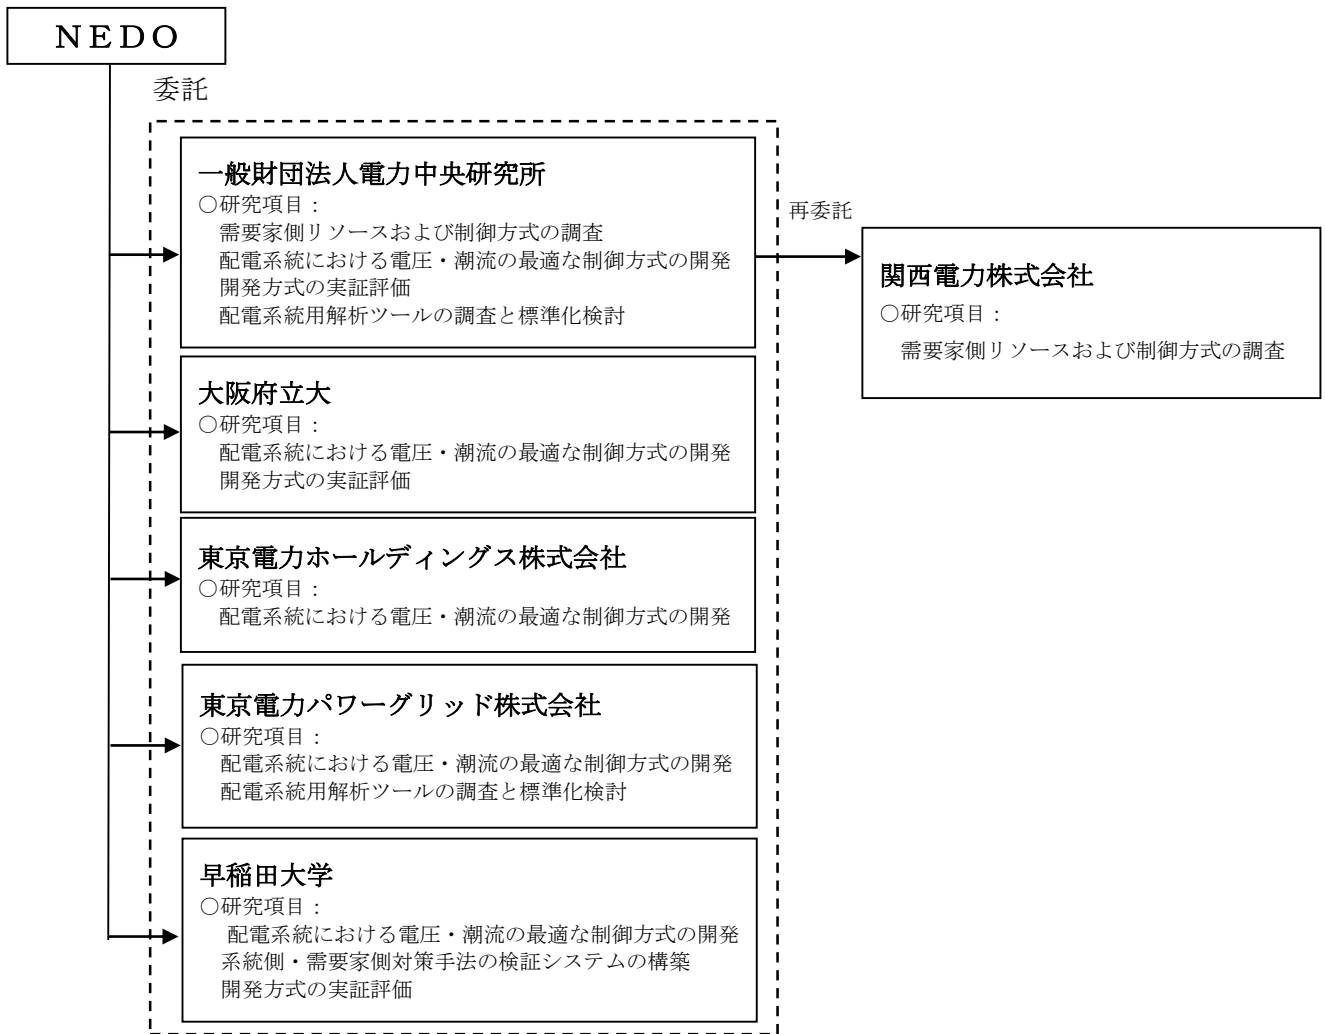 NEDO
委託
一般財団法人電力中央研究所
○研究項目：
需要家側リソースおよび制御方式の調査
配電系統における電圧・潮流の最適な制御方式の開発
開発方式の実証評価
配電系統用解析ツールの調査と標準化検討
再委託
関西電力株式会社
○研究項目：
需要家側リソースおよび制御方式の調査
大阪府立大
○研究項目：
配電系統における電圧・潮流の最適な制御方式の開発
開発方式の実証評価
東京電力ホールディングス株式会社
○研究項目：
配電系統における電圧・潮流の最適な制御方式の開発
東京電力パワーグリッド株式会社
○研究項目：
配電系統における電圧・潮流の最適な制御方式の開発
配電系統用解析ツールの調査と標準化検討
早稲田大学
○研究項目：
配電系統における電圧・潮流の最適な制御方式の開発
系統側・需要家側対策手法の検証システムの構築
開発方式の実証評価